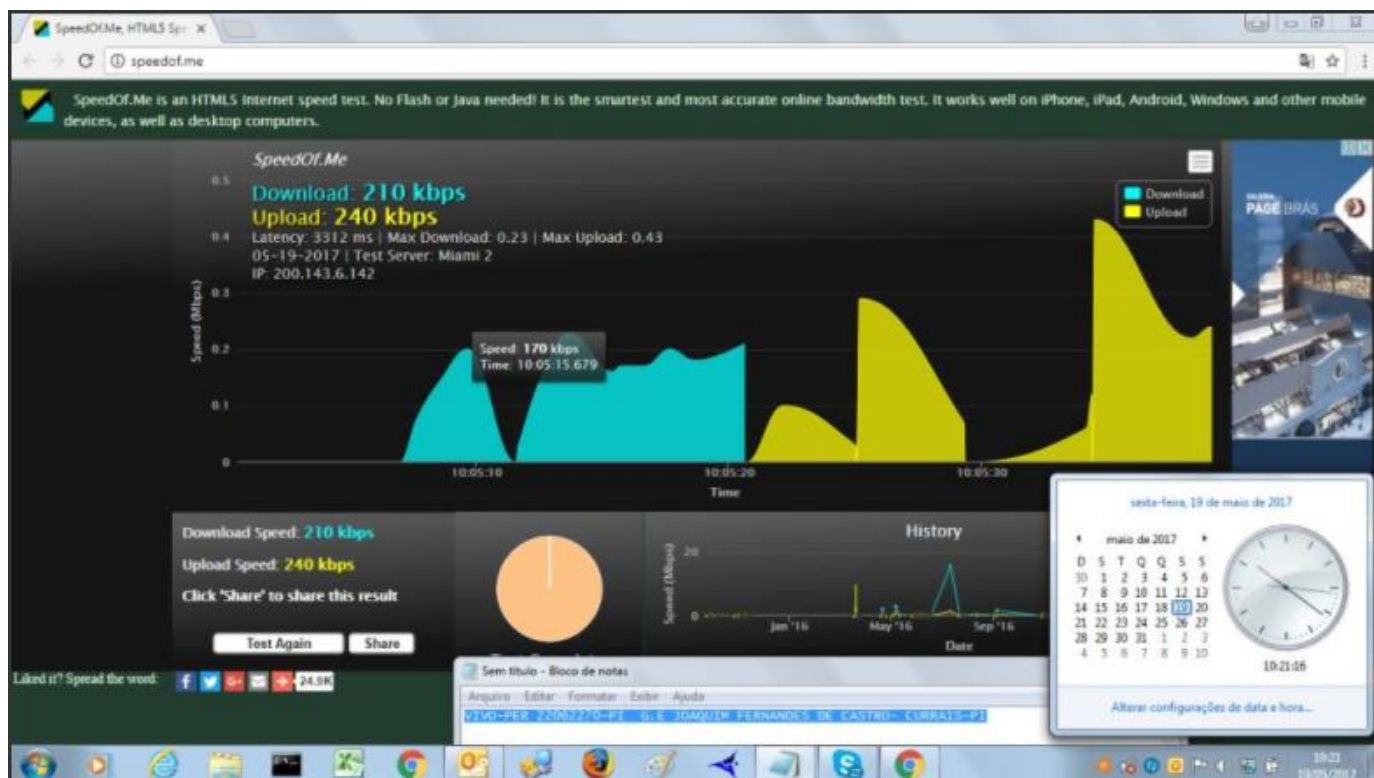 SpeedOf.Me, HTML5 Sp
speedof.me
SpeedOf.Me is an HTML5 Internet speed test. No Flash or Java needed! It is the smartest and most accurate online bandwidth test. It works well on iPhone, iPad, Android, Windows and other mobile
devices, as well as desktop computers.
SpeedOf.Me
Download: 210 kbps
Upload: 240 kbps
Latency: 3312 ms | Max Download: 0.23 | Max Upload: 0.43
05-19-2017 | Test Server: Miami 2
IP: 200.143.6.142
Download
Upload
0.5
0.4
0.3
0.2
0.1
0
Speed (Mbps)
Speed: 170 kbps
Time: 10:05:15.679
10:05:10
10:05:20
10:05:30
Time
PAGÉ BRÁS
Download Speed: 210 kbps
Upload Speed: 240 kbps
Click 'Share' to share this result
Test Again
Share
History
Speed (Mbps)
20
0
Jan '16
May '16
Sep '16
Date
Liked it? Spread the word:
24.9K
Sem título - Bloco de notas
Arquivo Editar Formatar Exibir Ajuda
VIVO-PER 22062270-PI G.E JOAQUIM FERNANDES DE CASTRO- CURRAIS-PI
sexta-feira, 19 de maio de 2017
maio de 2017
D S T Q Q S S
30 1 2 3 4 5 6
7 8 9 10 11 12 13
14 15 16 17 18 19 20
21 22 23 24 25 26 27
28 29 30 31 1 2 3
4 5 6 7 8 9 10
10:21:16
Alterar configurações de data e hora...
10:21
19/05/2017